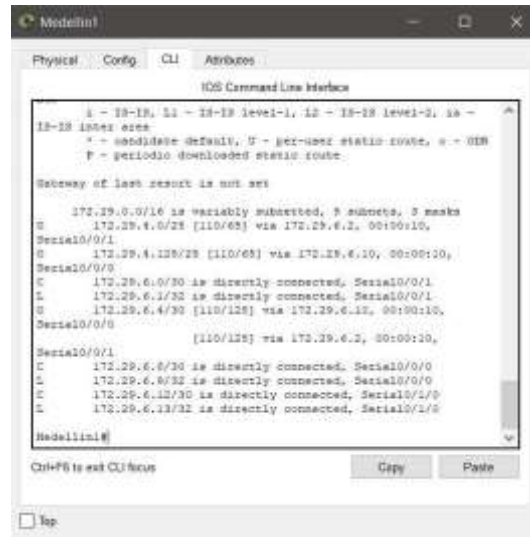 Medellin1
Physical Config CLI Attributes
IOS Command Line Interface
i - IS-IS, L1 - IS-IS level-1, L2 - IS-IS level-2, ia -
IS-IS inter area
* - candidate default, U - per-user static route, o - ODR
P - periodic downloaded static route
Gateway of last resort is not set
172.29.0.0/16 is variably subnetted, 9 subnets, 3 masks
O 172.29.4.0/25 [110/65] via 172.29.6.2, 00:00:10,
Serial0/0/1
O 172.29.4.128/25 [110/65] via 172.29.6.10, 00:00:10,
Serial0/0/0
C 172.29.6.0/30 is directly connected, Serial0/0/1
L 172.29.6.1/32 is directly connected, Serial0/0/1
O 172.29.6.4/30 [110/128] via 172.29.6.10, 00:00:10,
Serial0/0/0
[110/128] via 172.29.6.2, 00:00:10,
Serial0/0/1
C 172.29.6.8/30 is directly connected, Serial0/0/0
L 172.29.6.9/32 is directly connected, Serial0/0/0
C 172.29.6.12/30 is directly connected, Serial0/1/0
L 172.29.6.13/32 is directly connected, Serial0/1/0
Medellin1#
Ctrl+F6 to exit CLI focus
Copy Paste
Top